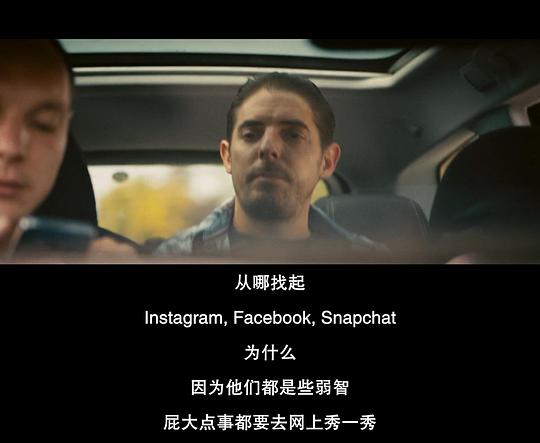 从哪找起
Instagram, Facebook, Snapchat
为什么
因为他们都是些弱智
屁大点事都要去网上秀一秀